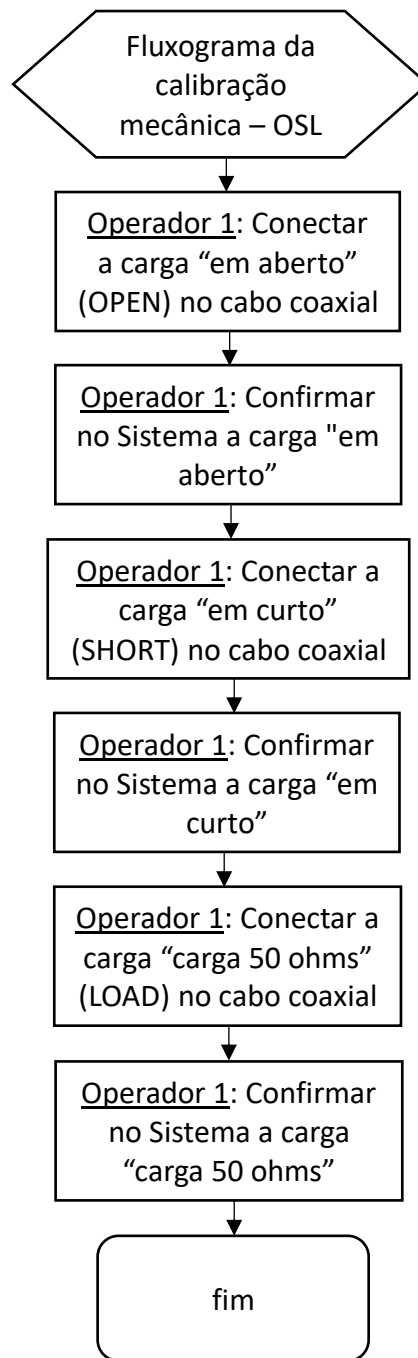 Fluxograma da
calibração
mecânica – OSL
Operador 1: Conectar
a carga “em aberto”
(OPEN) no cabo coaxial
Operador 1: Confirmar
no Sistema a carga "em
aberto”
Operador 1: Conectar a
carga “em curto”
(SHORT) no cabo coaxial
Operador 1: Confirmar
no Sistema a carga “em
curto”
Operador 1: Conectar a
carga “carga 50 ohms”
(LOAD) no cabo coaxial
Operador 1: Confirmar
no Sistema a carga
“carga 50 ohms”
fim